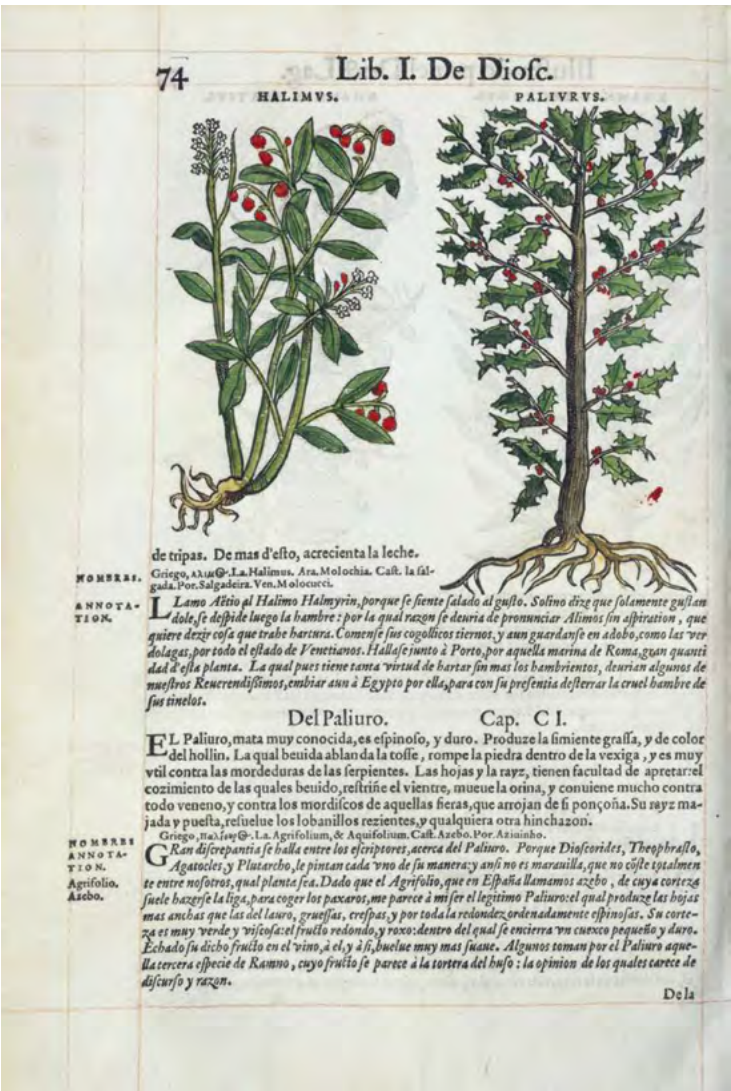 74 Lib. I. De Diosc.
HALIMVS. PALIVRVS.
de tripas. De mas d'esto, acrecienta la leche.
NOMBRES.
Griego, αλιμ@.La.Halimus. Ara.Molochia. Cast. la sal-
gada.Por.Salgadeira.Ven.Molocucci.
ANNOTA-
TION.
LLamo Aëtio al Halimo Halmyrin,porque se siente salado al gusto. Solino dize que solamente gustan
dole,se despide luego la hambre : por la qual razon se deuria de pronunciar Alimos sin aspiration , que
quiere dezir cosa que trahe hartura. Comense sus cogollicos tiernos,y aun guardanse en adobo,como las ver
dolagas,por todo el estado de Venetianos. Hallase junto à Porto,por aquella marina de Roma,gran quanti
dad d'esta planta. La qual pues tiene tanta virtud de hartar sin mas los hambrientos, deurian algunos de
nuestros Reuerendißimos,embiar aun à Egypto por ella,para con su presentia desterrar la cruel hambre de
sus tinelos.
Del Paliuro. Cap. C I.
EL Paliuro,mata muy conocida,es espinoso, y duro. Produze la simiente grassa, y de color
del hollin. La qual beuida ablanda la tosse , rompe la piedra dentro de la vexiga , y es muy
vtil contra las mordeduras de las serpientes. Las hojas y la rayz, tienen facultad de apretar:el
cozimiento de las quales beuido,restriñe el vientre, mueue la orina, y conuiene mucho contra
todo veneno,y contra los mordiscos de aquellas fieras,que arrojan de si ponçoña.Su rayz ma-
jada y puesta,resuelue los lobanillos rezientes,y qualquiera otra hinchazon.
NOMBRES
Griego, παλίουρ@.La. Agrifolium, & Aquifolium. Cast. Azebo.Por.
ANNOTA-
TION.
Agrifolio.
Azebo.
GRan discrepantia se halla entre los escriptores,acerca del Paliuro. Porque Dioscorides, Theophrasto,
Agatocles,y Plutarcho,le pintan cada vno de su manera:y ansi no es marauilla,que no cōste totalmen
te entre nosotros,qual planta sea.Dado que el Agrifolio,que en España llamamos azebo , de cuya corteza
suele hazerse la liga,para coger los paxaros,me parece à mi ser el legitimo Paliuro:el qual produze las hojas
mas anchas que las del lauro, gruessas, crespas,y por toda la redondez,ordenadamente espinosas. Su corte-
za es muy verde y viscosa:el fructo redondo,y roxo:dentro del qual se encierra vn cuexco pequeño y duro.
Echado su dicho fructo en el vino,à el,y à si,buelue muy mas suaue. Algunos toman por el Paliuro aque-
lla tercera especie de Ramno , cuyo fructo se parece à la tortera del huso : la opinion de los quales carece de
discurso y razon.
De la